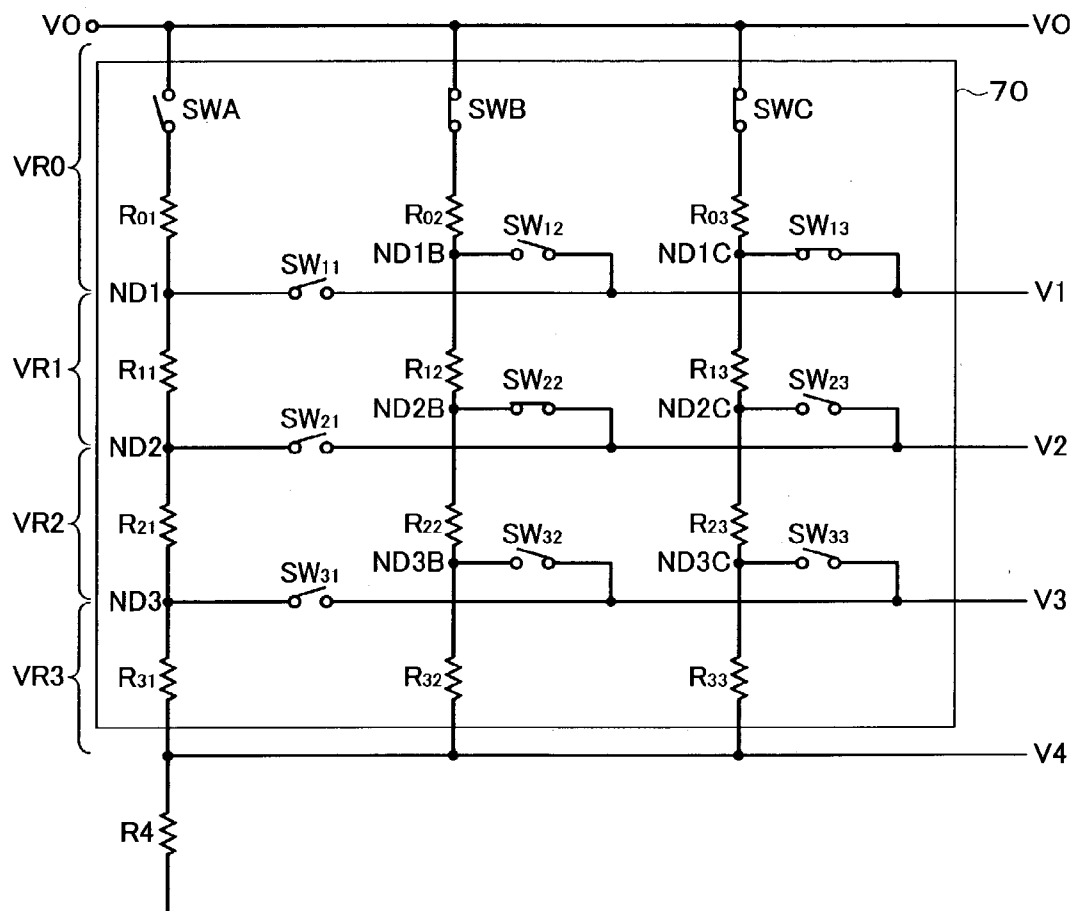 V0 V0
70
SWA SWB SWC
VR0
R01 R02 R03
SW12 SW13
ND1B ND1C
SW11
ND1 V1
VR1
R11 R12 R13
SW22 SW23
ND2B ND2C
SW21
ND2 V2
VR2
R21 R22 R23
SW32 SW33
ND3B ND3C
SW31
ND3 V3
VR3
R31 R32 R33
V4
R4